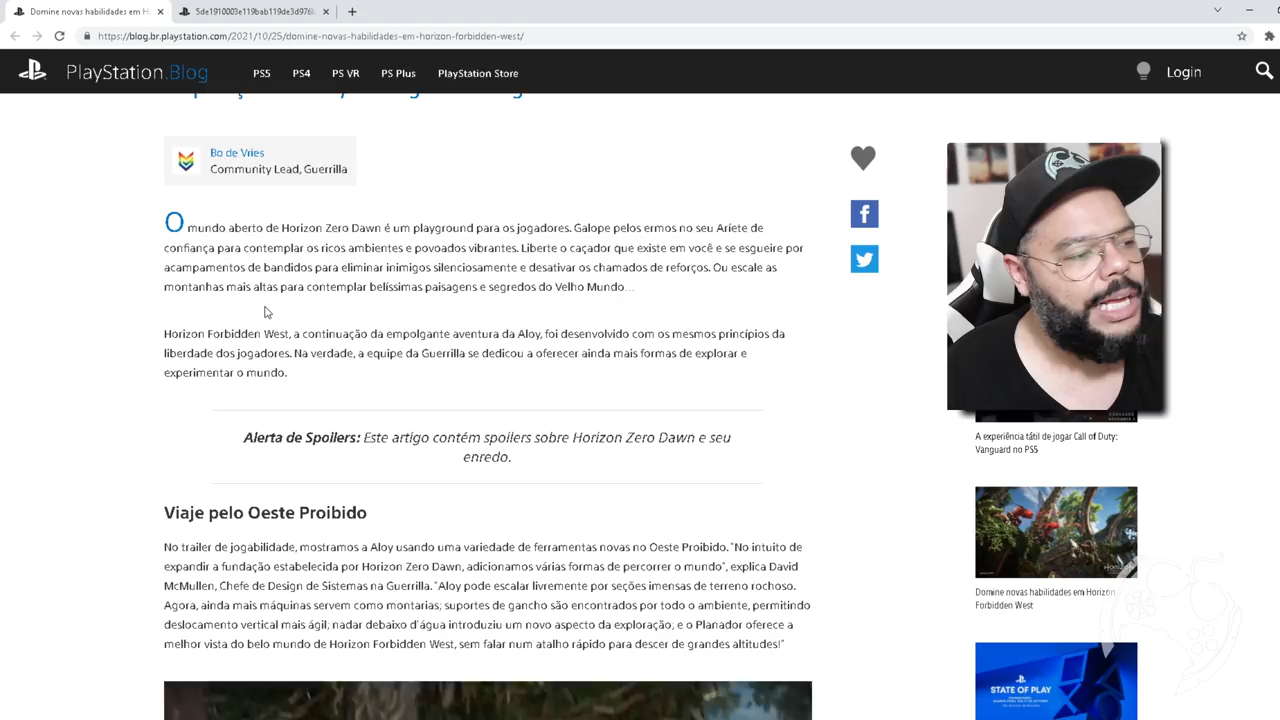 Domine novas habilidades em H
5de1910003e119bab119de3d976
https://blog.br.playstation.com/2021/10/25/domine-novas-habilidades-em-horizon-forbidden-west/
PlayStation.Blog
PS5
PS4
PS VR
PS Plus
PlayStation Store
Login
Bo de Vries
Community Lead, Guerrilla
O mundo aberto de Horizon Zero Dawn é um playground para os jogadores. Galope pelos ermos no seu Aríete de
confiança para contemplar os ricos ambientes e povoados vibrantes. Liberte o caçador que existe em você e se esgueire por
acampamentos de bandidos para eliminar inimigos silenciosamente e desativar os chamados de reforços. Ou escale as
montanhas mais altas para contemplar belíssimas paisagens e segredos do Velho Mundo...
Horizon Forbidden West, a continuação da empolgante aventura da Aloy, foi desenvolvido com os mesmos princípios da
liberdade dos jogadores. Na verdade, a equipe da Guerrilla se dedicou a oferecer ainda mais formas de explorar e
experimentar o mundo.
Alerta de Spoilers: Este artigo contém spoilers sobre Horizon Zero Dawn e seu
enredo.
Viaje pelo Oeste Proibido
No trailer de jogabilidade, mostramos a Aloy usando uma variedade de ferramentas novas no Oeste Proibido. "No intuito de
expandir a fundação estabelecida por Horizon Zero Dawn, adicionamos várias formas de percorrer o mundo", explica David
McMullen, Chefe de Design de Sistemas na Guerrilla. "Aloy pode escalar livremente por seções imensas de terreno rochoso.
Agora, ainda mais máquinas servem como montarias; suportes de gancho são encontrados por todo o ambiente, permitindo
deslocamento vertical mais ágil; nadar debaixo d'água introduziu um novo aspecto da exploração; e o Planador oferece a
melhor vista do belo mundo de Horizon Forbidden West, sem falar num atalho rápido para descer de grandes altitudes!"
A experiência tátil de jogar Call of Duty:
Vanguard no PS5
HORIZON
Domine novas habilidades em Horizon
Forbidden West
STATE OF PLAY